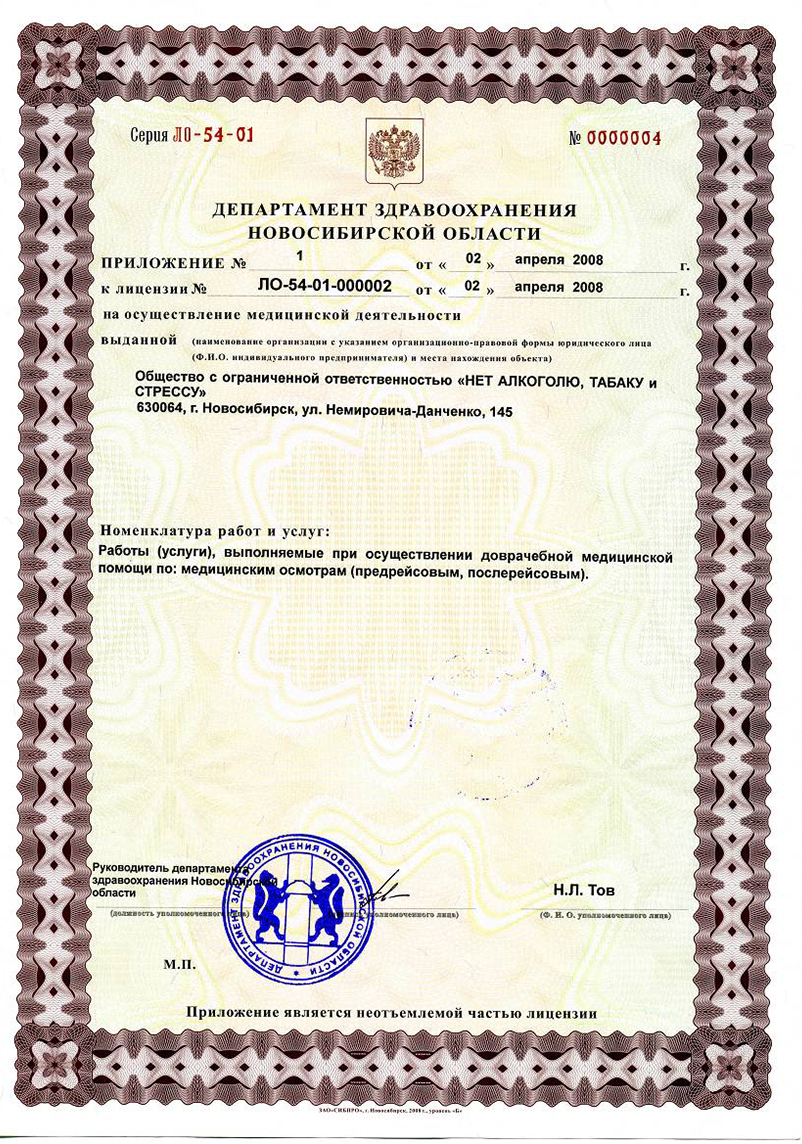 Серия ЛО-54-01
№ 0000004
ДЕПАРТАМЕНТ ЗДРАВООХРАНЕНИЯ
НОВОСИБИРСКОЙ ОБЛАСТИ
ПРИЛОЖЕНИЕ № 1 от « 02 » апреля 2008 г.
к лицензии № ЛО-54-01-000002 от « 02 » апреля 2008 г.
на осуществление медицинской деятельности
выданной (наименование организации с указанием организационно-правовой формы юридического лица
(Ф.И.О. индивидуального предпринимателя) и места нахождения объекта)
Общество с ограниченной ответственностью «НЕТ АЛКОГОЛЮ, ТАБАКУ и
СТРЕССУ»
630064, г. Новосибирск, ул. Немировича-Данченко, 145
Номенклатура работ и услуг:
Работы (услуги), выполняемые при осуществлении доврачебной медицинской
помощи по: медицинским осмотрам (предрейсовым, послерейсовым).
Руководитель департамента
здравоохранения Новосибирской
области
Н.Л. Тов
(должность уполномоченного лица)
уполномоченного лица)
(Ф. И. О. уполномоченного лица)
ДЕПАРТАМЕНТ ЗДРАВООХРАНЕНИЯ НОВОСИБИРСКОЙ ОБЛАСТИ
М.П.
Приложение является неотъемлемой частью лицензии
ЗАО«СИБПРО», г. Новосибирск, 2008 г., уровень «Б»